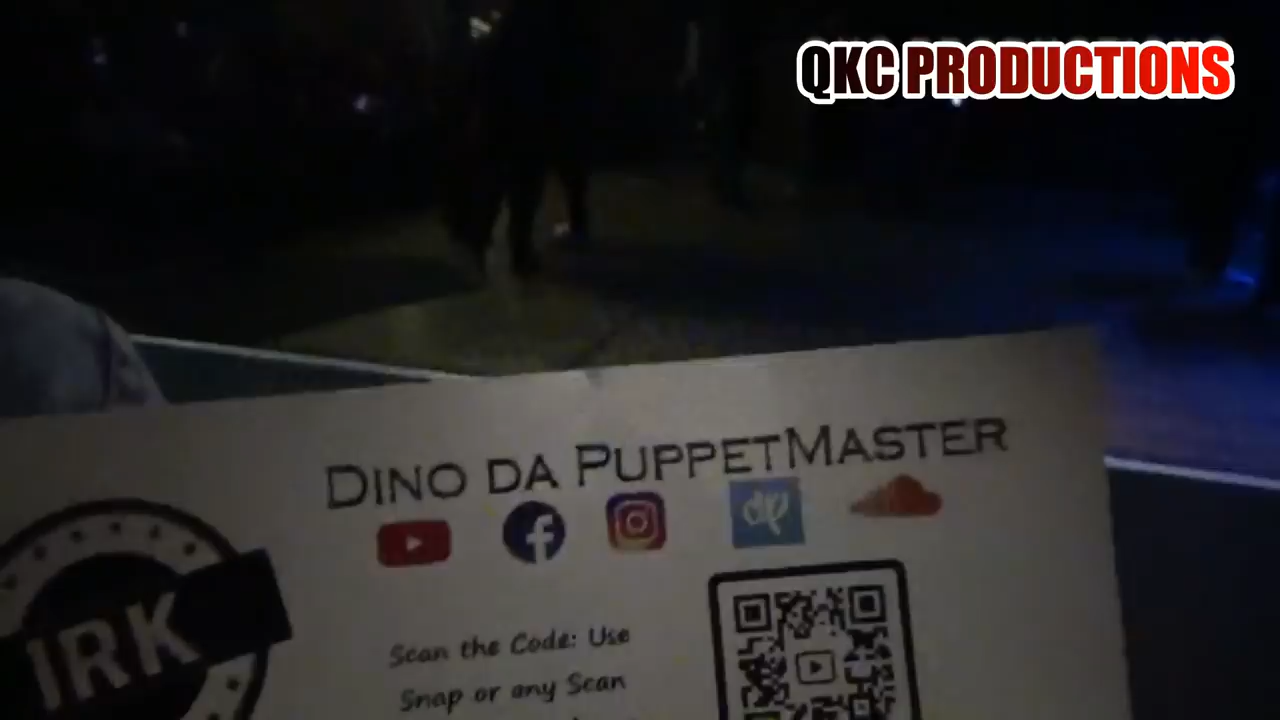 QKC PRODUCTIONS
DINO DA PUPPETMASTER
IRK
Scan the Code: Use
Snap or any Scan